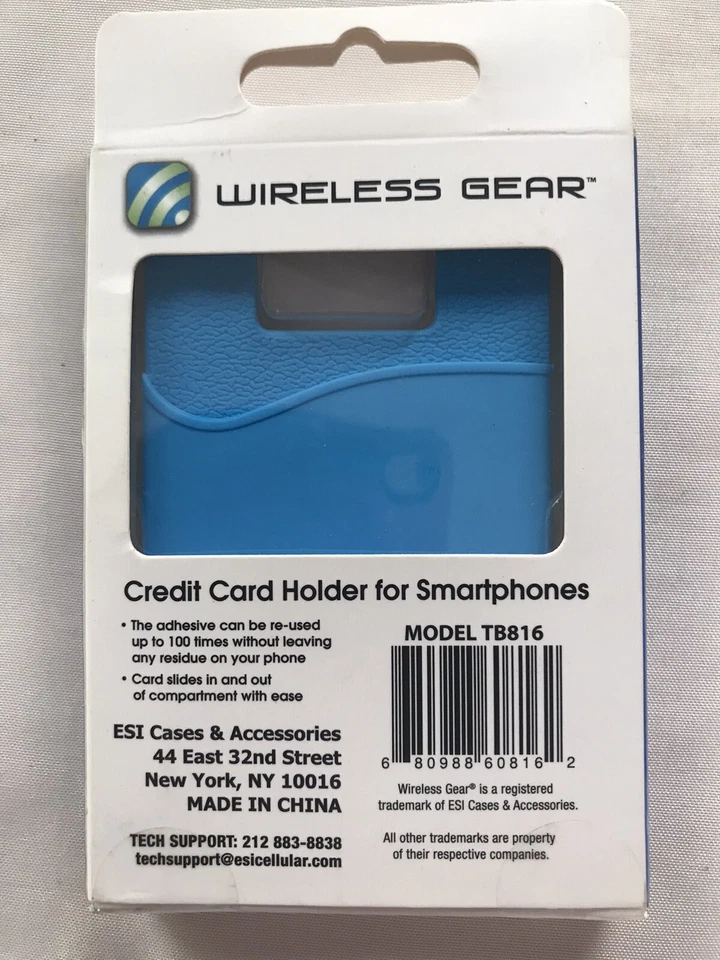 WIRELESS GEAR™
Credit Card Holder for Smartphones
• The adhesive can be re-used
up to 100 times without leaving
any residue on your phone
• Card slides in and out
of compartment with ease
ESI Cases & Accessories
44 East 32nd Street
New York, NY 10016
MADE IN CHINA
TECH SUPPORT: 212 883-8838
techsupport@esicellular.com
MODEL TB816
6 80988 60816 2
Wireless Gear® is a registered
trademark of ESI Cases & Accessories.
All other trademarks are property
of their respective companies.